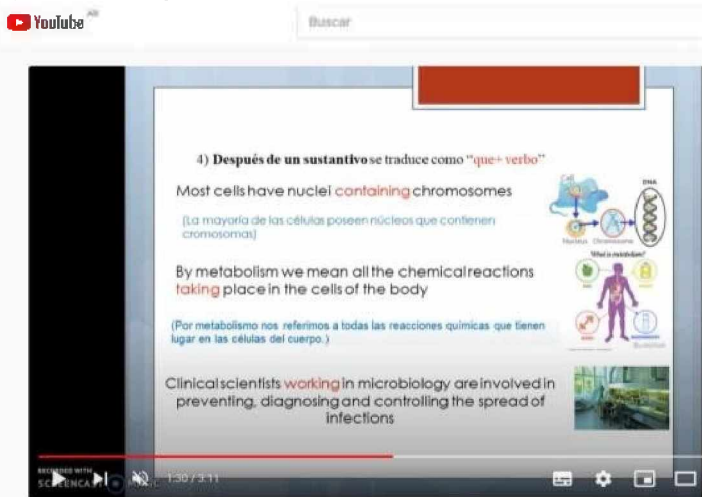 YouTube AR
Buscar
4) Después de un sustantivo se traduce como “que+ verbo”
Most cells have nuclei containing chromosomes
(La mayoría de las células poseen núcleos que contienen
cromosomas)
Cell
DNA
Nucleus Chromosome
What is metabolism?
By metabolism we mean all the chemical reactions
taking place in the cells of the body
(Por metabolismo nos referimos a todas las reacciones químicas que tienen
lugar en las células del cuerpo.)
Clinical scientists working in microbiology are involved in
preventing, diagnosing and controlling the spread of
infections
RECORDED WITH
SCREENCAST
1:30 / 3:11